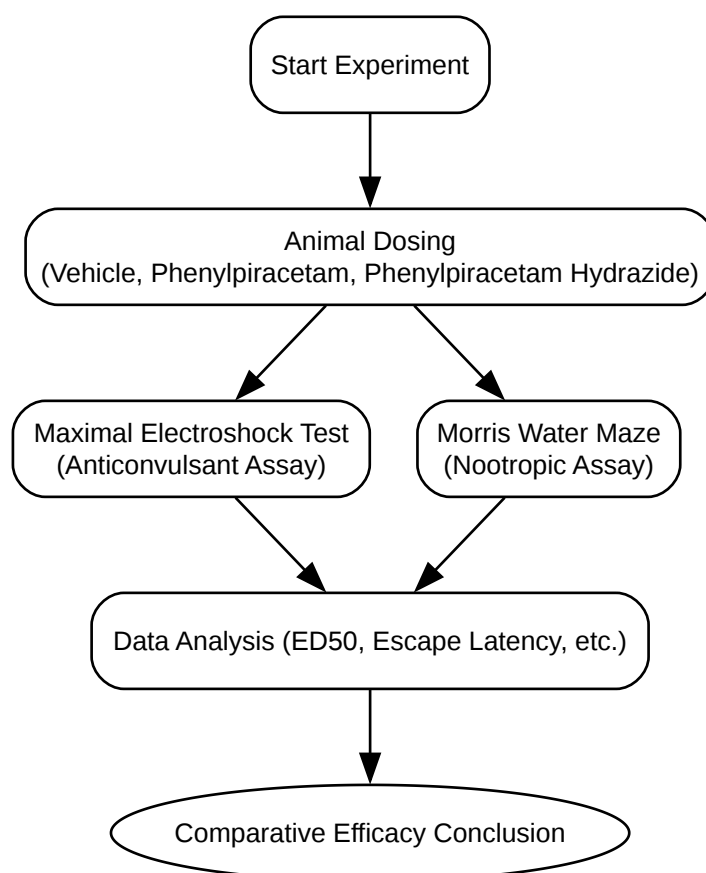 Start Experiment
Animal Dosing
(Vehicle, Phenylpiracetam, Phenylpiracetam Hydrazide)
Maximal Electroshock Test
(Anticonvulsant Assay)
Morris Water Maze
(Nootropic Assay)
Data Analysis (ED50, Escape Latency, etc.)
Comparative Efficacy Conclusion